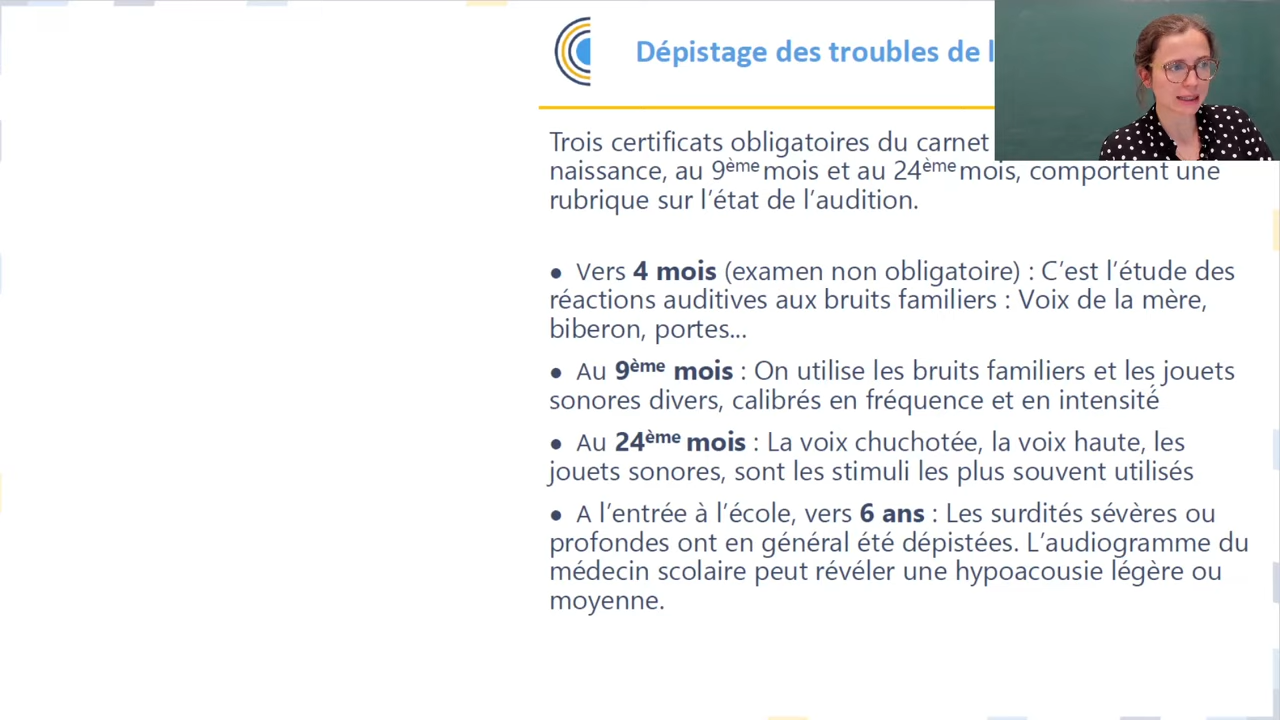 Dépistage des troubles de l
Trois certificats obligatoires du carnet
naissance, au 9ème mois et au 24ème mois, comportent une
rubrique sur l’état de l’audition.
● Vers 4 mois (examen non obligatoire) : C’est l’étude des
réactions auditives aux bruits familiers : Voix de la mère,
biberon, portes...
● Au 9ème mois : On utilise les bruits familiers et les jouets
sonores divers, calibrés en fréquence et en intensité
● Au 24ème mois : La voix chuchotée, la voix haute, les
jouets sonores, sont les stimuli les plus souvent utilisés
● A l’entrée à l’école, vers 6 ans : Les surdités sévères ou
profondes ont en général été dépistées. L’audiogramme du
médecin scolaire peut révéler une hypoacousie légère ou
moyenne.